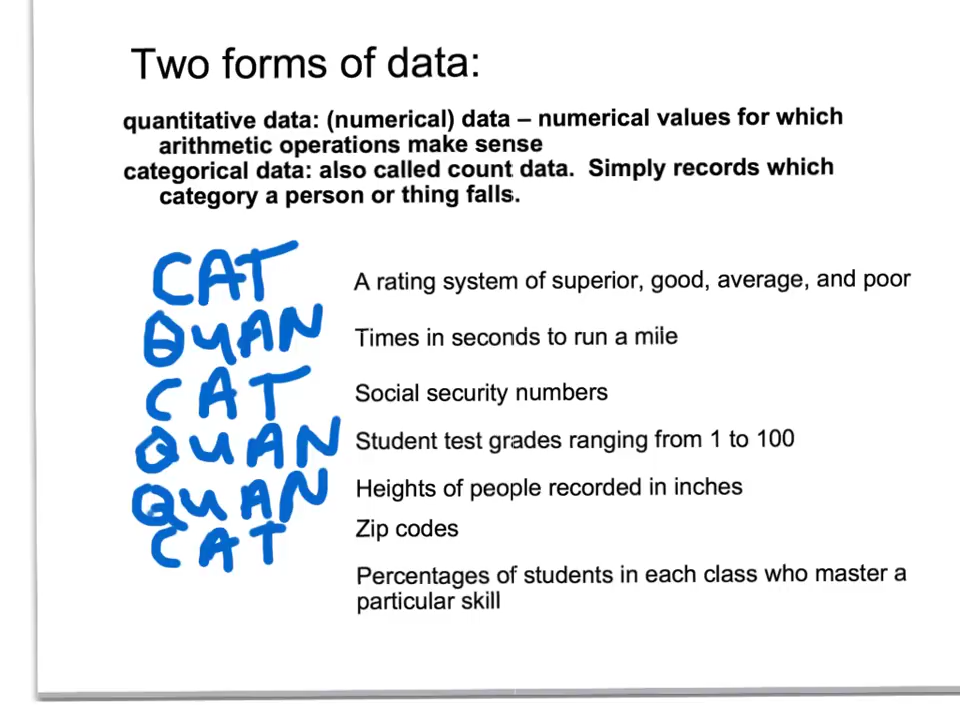 Two forms of data:
quantitative data: (numerical) data – numerical values for which
arithmetic operations make sense
categorical data: also called count data. Simply records which
category a person or thing falls.
CAT A rating system of superior, good, average, and poor
QUAN Times in seconds to run a mile
CAT Social security numbers
QUAN Student test grades ranging from 1 to 100
QUAN Heights of people recorded in inches
CAT Zip codes
Percentages of students in each class who master a
particular skill